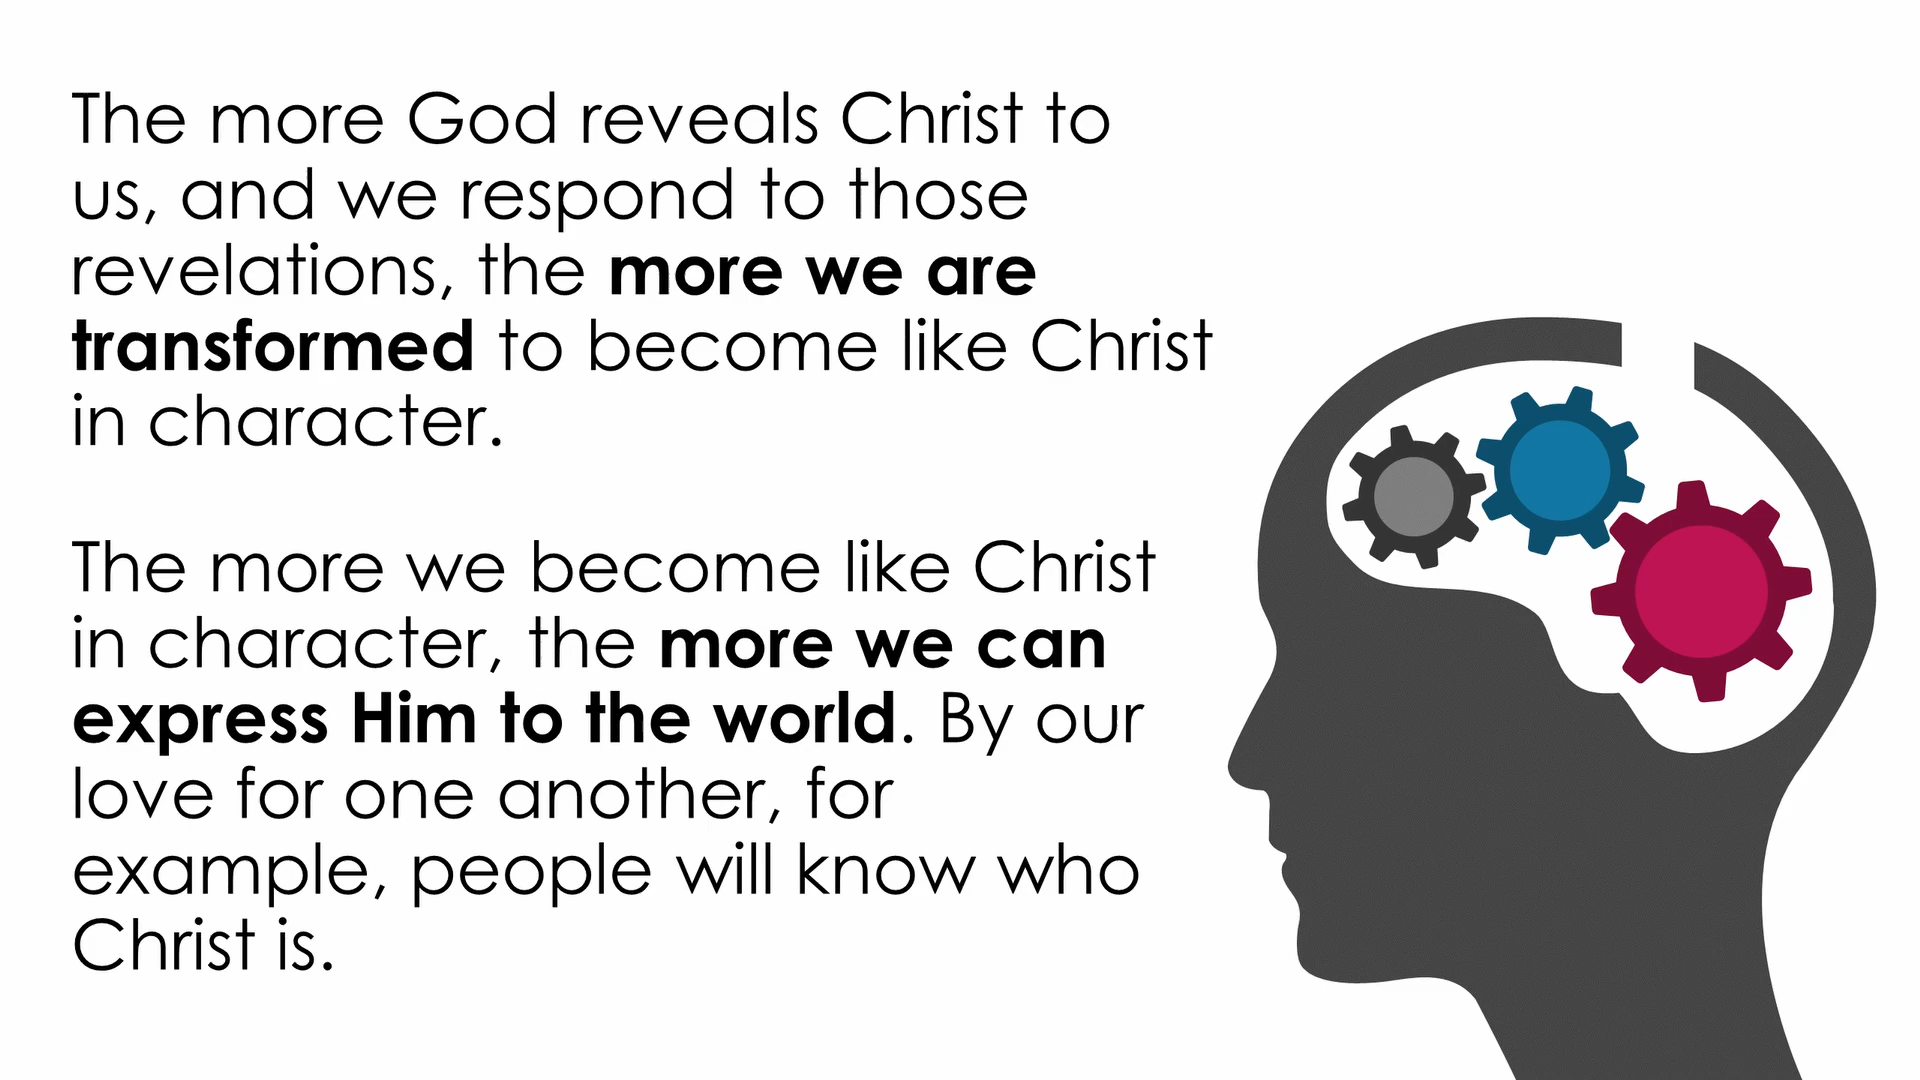 The more God reveals Christ to
us, and we respond to those
revelations, the more we are
transformed to become like Christ
in character.
The more we become like Christ
in character, the more we can
express Him to the world. By our
love for one another, for
example, people will know who
Christ is.